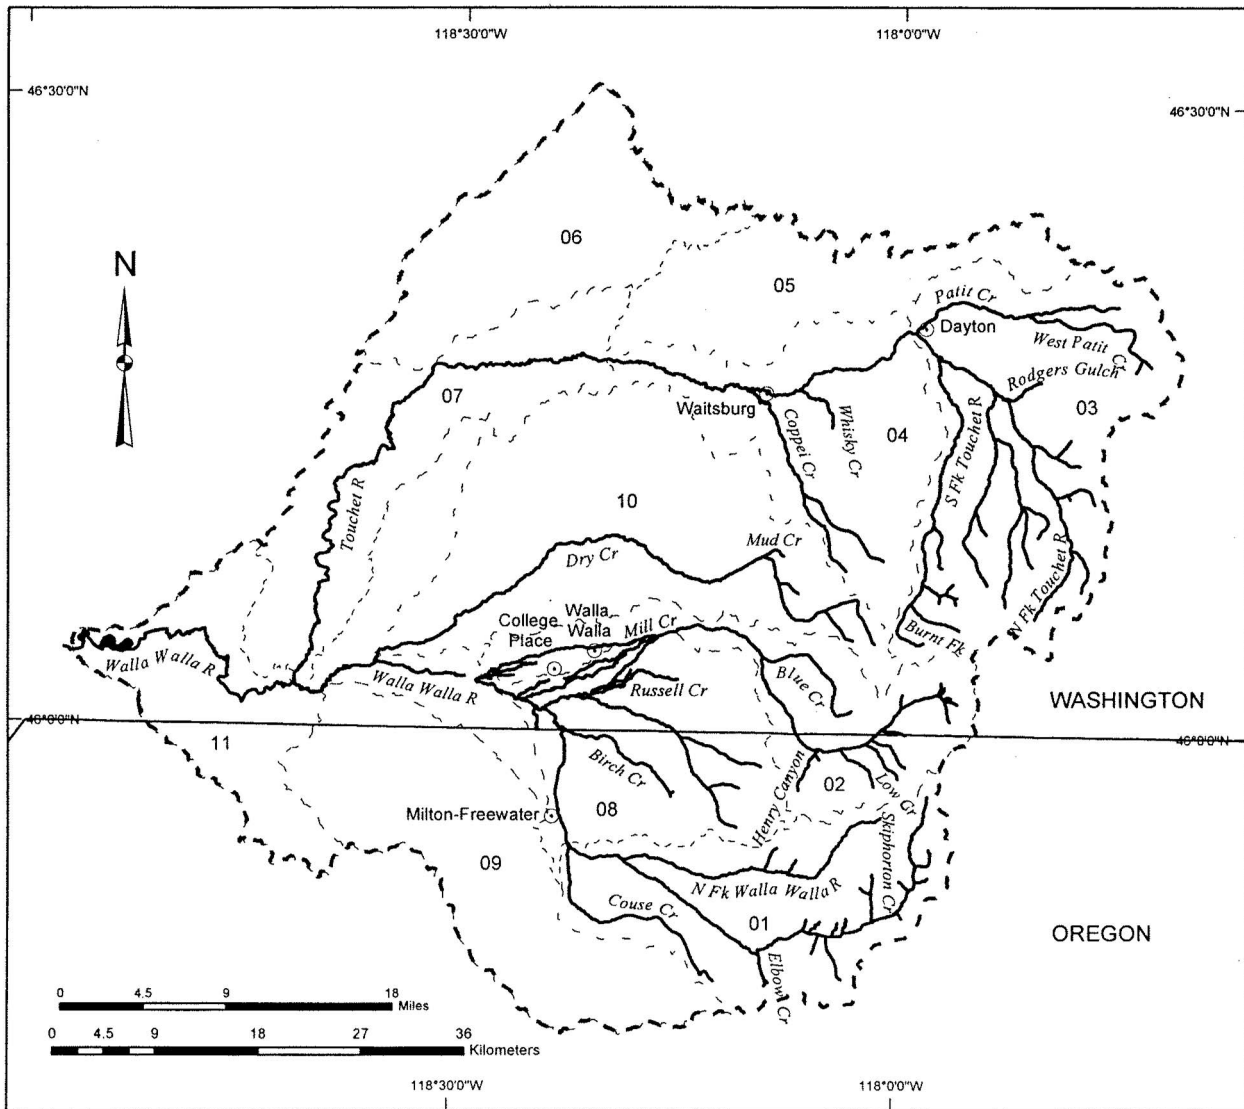 118°30'0"W
118°0'0"W
46°30'0"N
46°30'0"N
06
05
N
Patit Cr
Dayton
West Patit Cr
Rodgers Gulch
07
03
Waitsburg
Coppei Cr
Whisky Cr
04
S Fk Touchet R
Touchet R
10
Mud Cr
Dry Cr
N Fk Touchet R
College
Place
Walla
Walla
Mill Cr
Burnt Fk
Walla Walla R
Walla Walla R
Russell Cr
Blue Cr
WASHINGTON
46°0'0"N
46°0'0"N
11
Birch Cr
Henry Canyon
02
Low Gr
Milton-Freewater
08
Skiphorton Cr
09
N Fk Walla Walla R
Couse Cr
01
OREGON
Elbow Cr
0 4.5 9 18
Miles
0 4.5 9 18 27 36
Kilometers
118°30'0"W
118°0'0"W